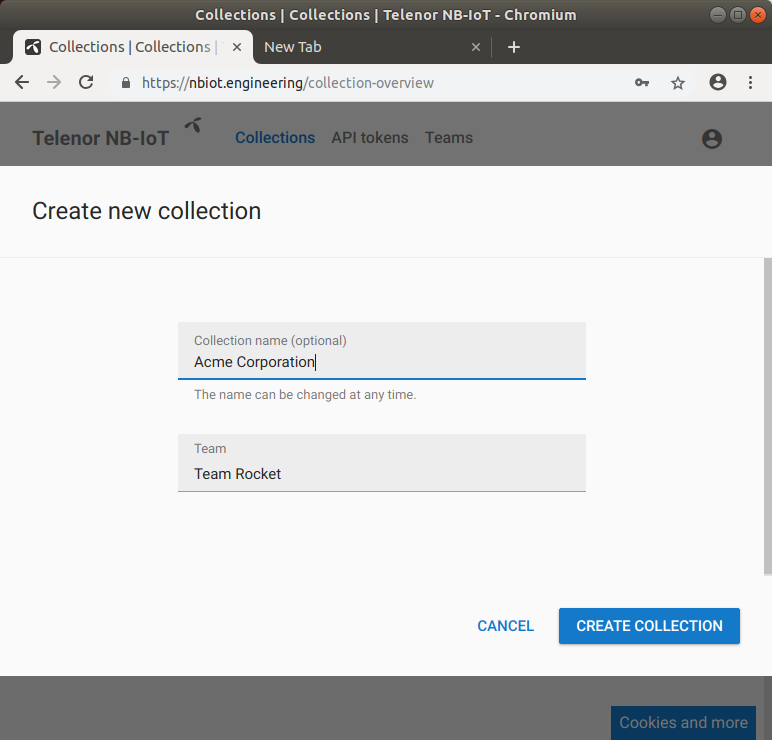 Collections | Collections | Telenor NB-IoT - Chromium
Collections | Collections |
New Tab
https://nbiot.engineering/collection-overview
Telenor NB-IoT Collections API tokens Teams
Create new collection
Collection name (optional)
Acme Corporation
The name can be changed at any time.
Team
Team Rocket
CANCEL CREATE COLLECTION
Cookies and more